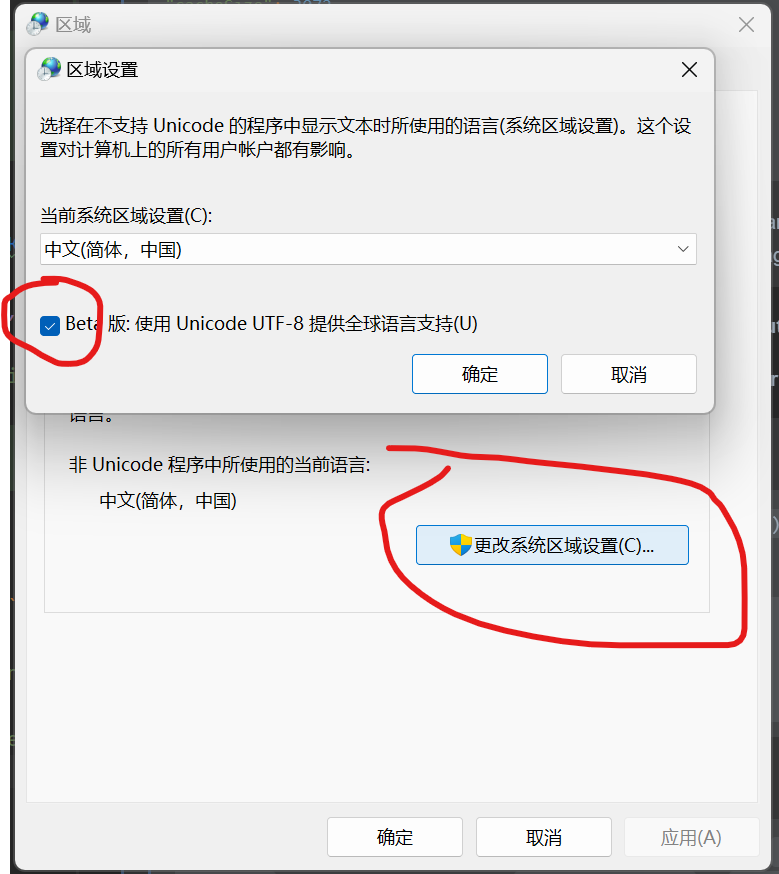 区域
区域设置
选择在不支持 Unicode 的程序中显示文本时所使用的语言(系统区域设置)。这个设
置对计算机上的所有用户帐户都有影响。
当前系统区域设置(C):
中文(简体，中国)
Beta 版: 使用 Unicode UTF-8 提供全球语言支持(U)
确定
取消
语言。
非 Unicode 程序中所使用的当前语言:
中文(简体，中国)
更改系统区域设置(C)...
确定
取消
应用(A)